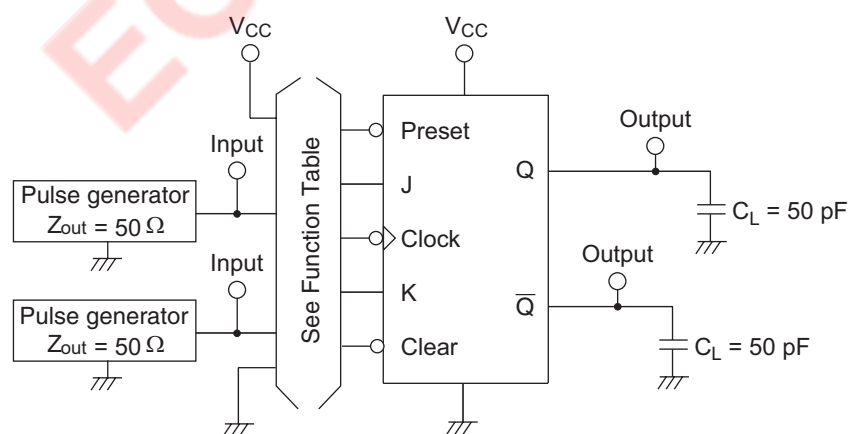 EC
VCC
VCC
Input
Pulse generator
Zout = 50 Ω
Input
Pulse generator
Zout = 50 Ω
See Function Table
Preset
J
Clock
K
Clear
Q
Q̅
Output
CL = 50 pF
Output
CL = 50 pF